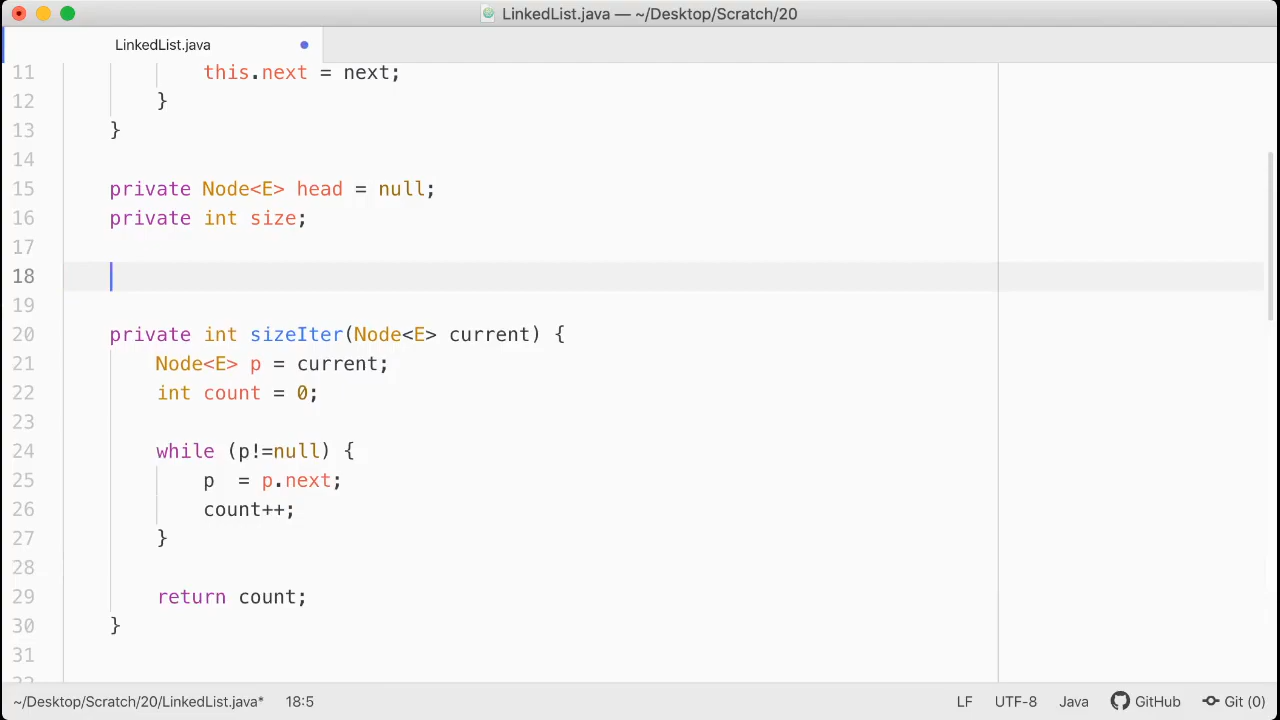 LinkedList.java — ~/Desktop/Scratch/20
LinkedList.java
11 this.next = next;
12 }
13 }
14
15 private Node<E> head = null;
16 private int size;
17
18
19
20 private int sizeIter(Node<E> current) {
21 Node<E> p = current;
22 int count = 0;
23
24 while (p!=null) {
25 p  = p.next;
26 count++;
27 }
28
29 return count;
30 }
31
~/Desktop/Scratch/20/LinkedList.java* 18:5 LF UTF-8 Java GitHub Git (0)